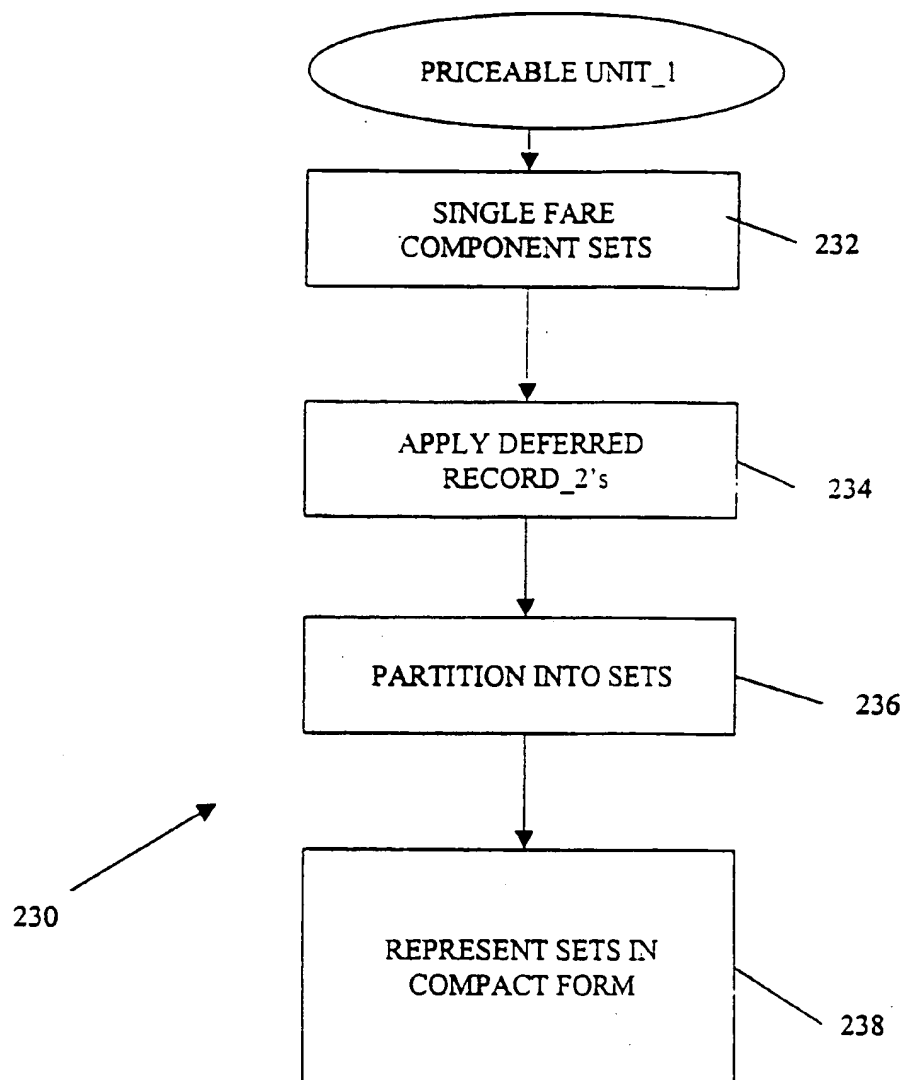 PRICEABLE UNIT_1
SINGLE FARE
COMPONENT SETS
232
APPLY DEFERRED
RECORD_2's
234
PARTITION INTO SETS
236
230
REPRESENT SETS IN
COMPACT FORM
238